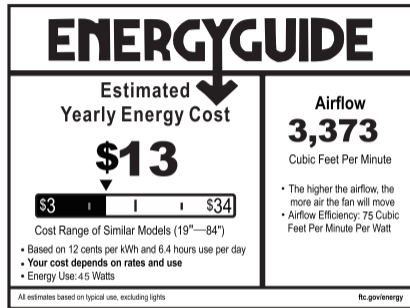 ENERGYGUIDE
Estimated
Yearly Energy Cost
$13
$3 $34
Cost Range of Similar Models (19"—84")
• Based on 12 cents per kWh and 6.4 hours use per day
• Your cost depends on rates and use
• Energy Use: 45 Watts
Airflow
3,373
Cubic Feet Per Minute
• The higher the airflow, the
more air the fan will move
• Airflow Efficiency: 75 Cubic
Feet Per Minute Per Watt
All estimates based on typical use, excluding lights
ftc.gov/energy